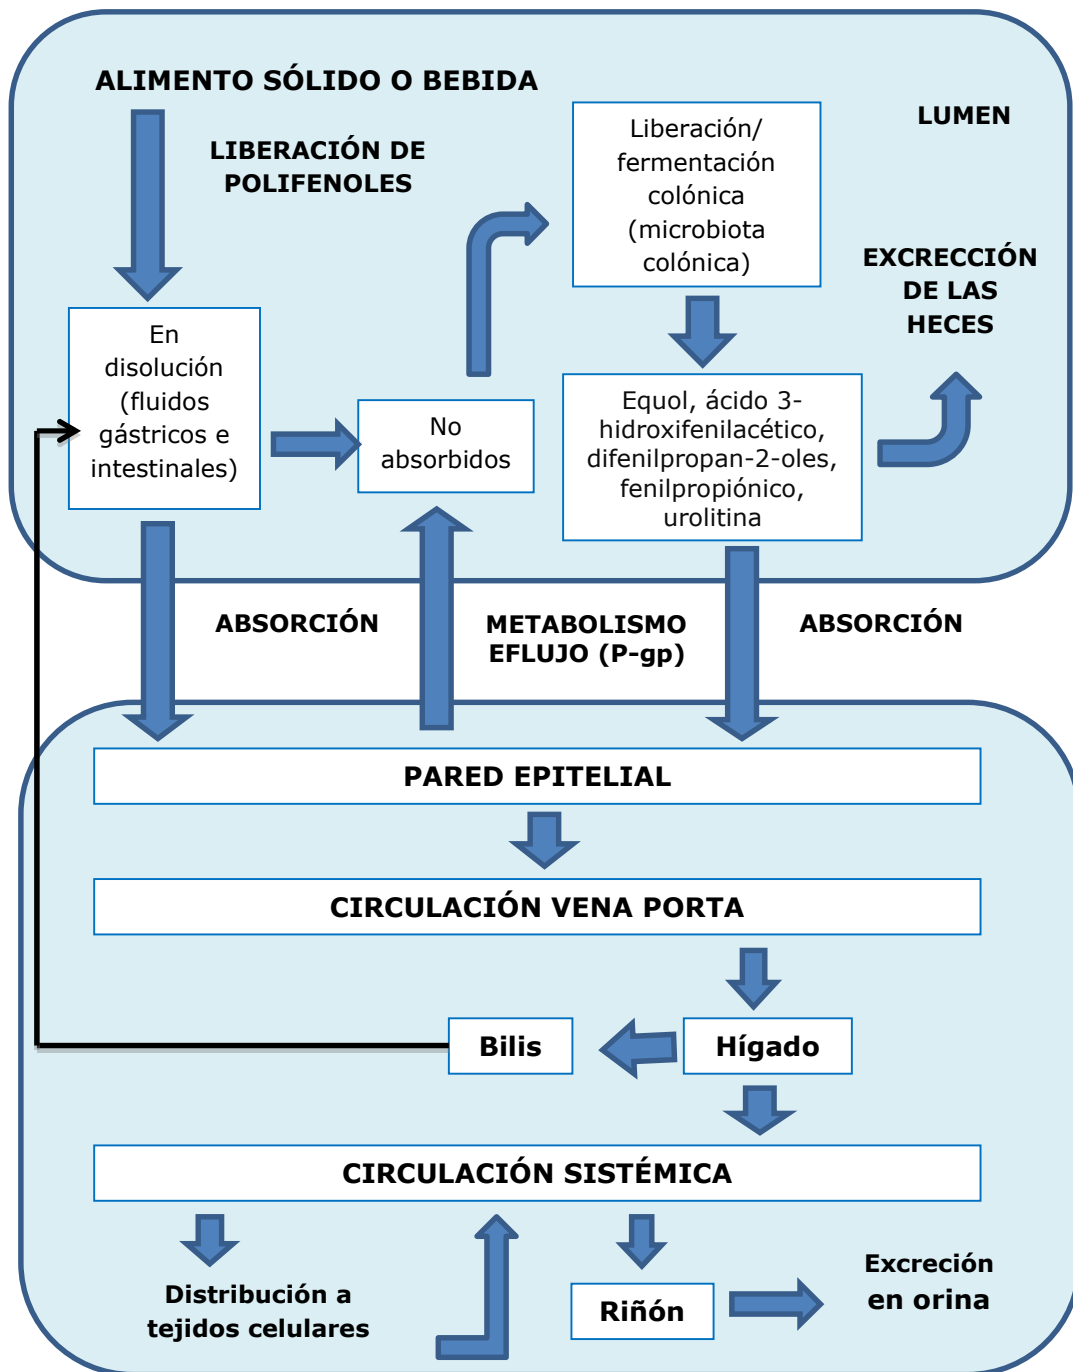 ALIMENTO SÓLIDO O BEBIDA
LIBERACIÓN DE
POLIFENOLES
Liberación/
fermentación
colónica
(microbiota
colónica)
LUMEN
EXCRECCIÓN
DE LAS
HECES
En
disolución
(fluidos
gástricos e
intestinales)
No
absorbidos
Equol, ácido 3-
hidroxifenilacético,
difenilpropan-2-oles,
fenilpropiónico,
urolitina
ABSORCIÓN
METABOLISMO
EFLUJO (P-gp)
ABSORCIÓN
PARED EPITELIAL
CIRCULACIÓN VENA PORTA
Bilis
Hígado
CIRCULACIÓN SISTÉMICA
Distribución a
tejidos celulares
Riñón
Excreción
en orina